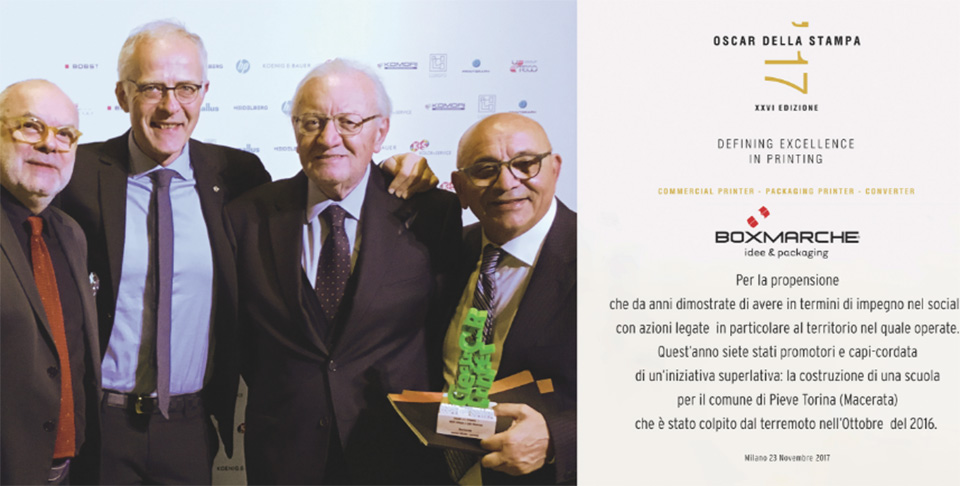 BOBST
hp
KOENIG & BAUER
KOMORI
HEIDELBERG
KOMORI
'17
OSCAR DELLA STAMPA
XXVI EDIZIONE
DEFINING EXCELLENCE
IN PRINTING
COMMERCIAL PRINTER - PACKAGING PRINTER - CONVERTER
BOXMARCHE
idee & packaging
Per la propensione
che da anni dimostrate di avere in termini di impegno nel social
con azioni legate in particolare al territorio nel quale operate.
Quest'anno siete stati promotori e capi-cordata
di un'iniziativa superlativa: la costruzione di una scuola
per il comune di Pieve Torina (Macerata)
che è stato colpito dal terremoto nell'Ottobre del 2016.
Milano 23 Novembre 2017